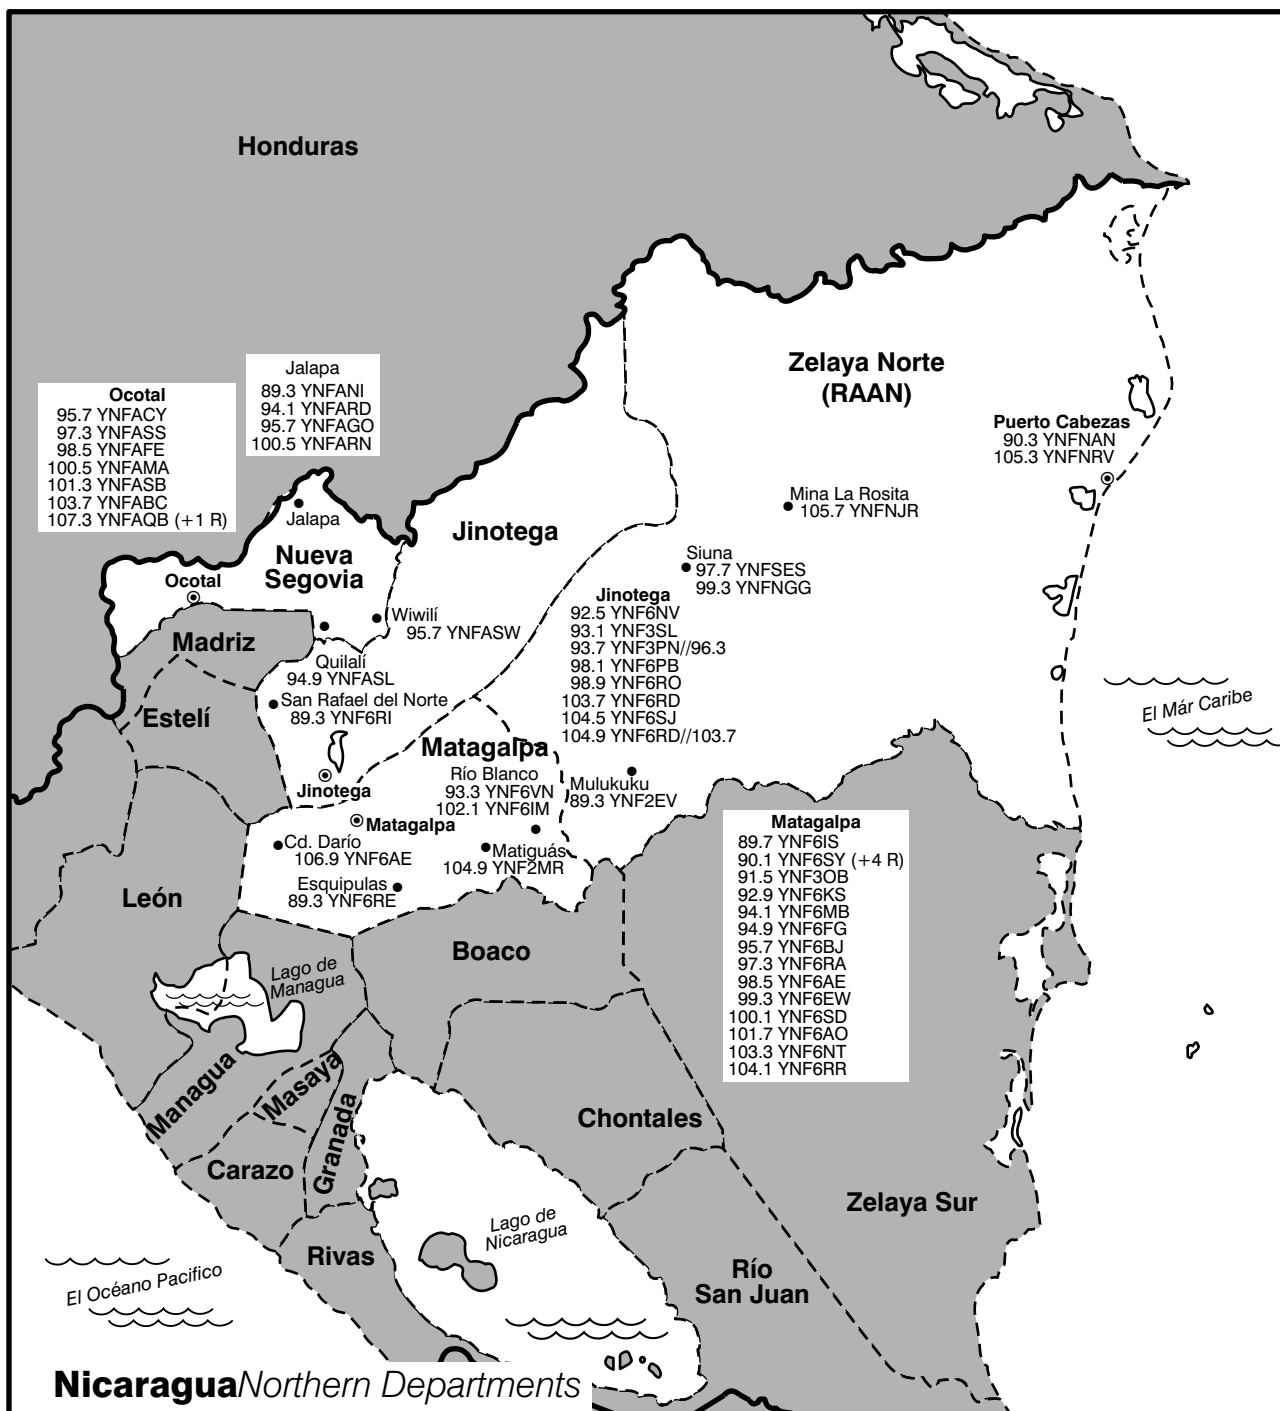 Honduras
Jalapa
89.3 YNFANI
94.1 YNFARD
95.7 YNFAGO
100.5 YNFARN
Ocotal
95.7 YNFACY
97.3 YNFASS
98.5 YNFAFE
100.5 YNFAMA
101.3 YNFASB
103.7 YNFABC
107.3 YNFAQB (+1 R)
Zelaya Norte
(RAAN)
Puerto Cabezas
90.3 YNFNAN
105.3 YNFNRV
Mina La Rosita
105.7 YNFNJR
Jalapa
Jinotega
Nueva
Segovia
Ocotal
Siuna
97.7 YNFSES
99.3 YNFNGG
Jinotega
92.5 YNF6NV
93.1 YNF3SL
93.7 YNF3PN//96.3
98.1 YNF6PB
98.9 YNF6RO
103.7 YNF6RD
104.5 YNF6SJ
104.9 YNF6RD//103.7
Wiwilí
95.7 YNFASW
Madriz
Quilalí
94.9 YNFASL
San Rafael del Norte
89.3 YNF6RI
Estelí
El Már Caribe
Matagalpa
Río Blanco
93.3 YNF6VN
102.1 YNF6IM
Mulukuku
89.3 YNF2EV
Jinotega
Matagalpa
Cd. Darío
106.9 YNF6AE
Matiguás
104.9 YNF2MR
Esquipulas
89.3 YNF6RE
Matagalpa
89.7 YNF6IS
90.1 YNF6SY (+4 R)
91.5 YNF3OB
92.9 YNF6KS
94.1 YNF6MB
94.9 YNF6FG
95.7 YNF6BJ
97.3 YNF6RA
98.5 YNF6AE
99.3 YNF6EW
100.1 YNF6SD
101.7 YNF6AO
103.3 YNF6NT
104.1 YNF6RR
León
Boaco
Lago de
Managua
Managua
Masaya
Granada
Carazo
Chontales
Zelaya Sur
Lago de
Nicaragua
Rivas
Río
San Juan
El Océano Pacifico
Nicaragua Northern Departments